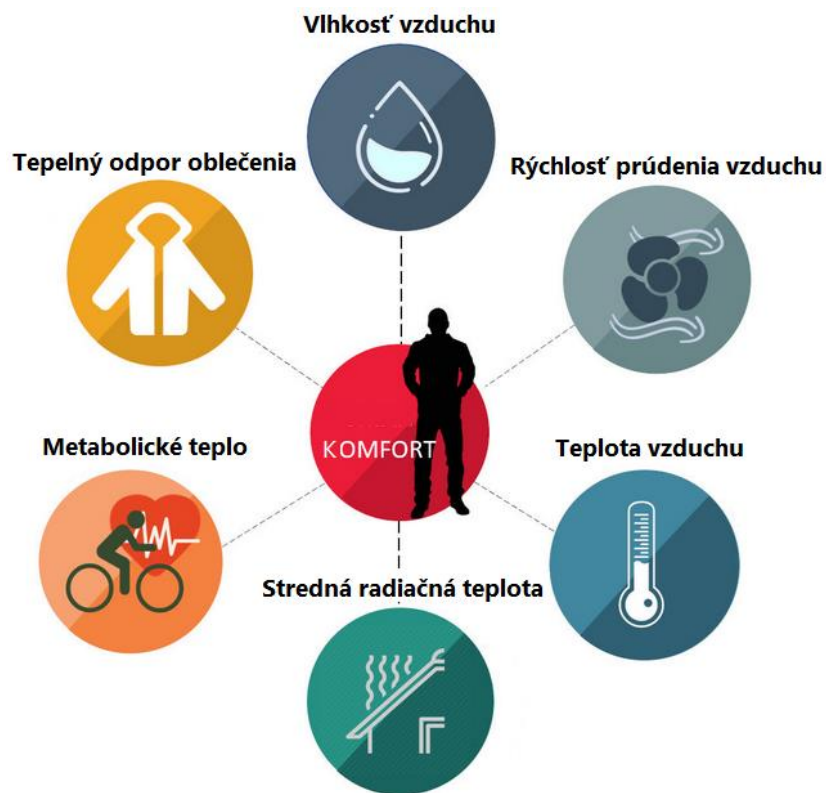 Vlhkosť vzduchu
Tepelný odpor oblečenia
Rýchlosť prúdenia vzduchu
KOMFORT
Metabolické teplo
Teplota vzduchu
Stredná radiačná teplota